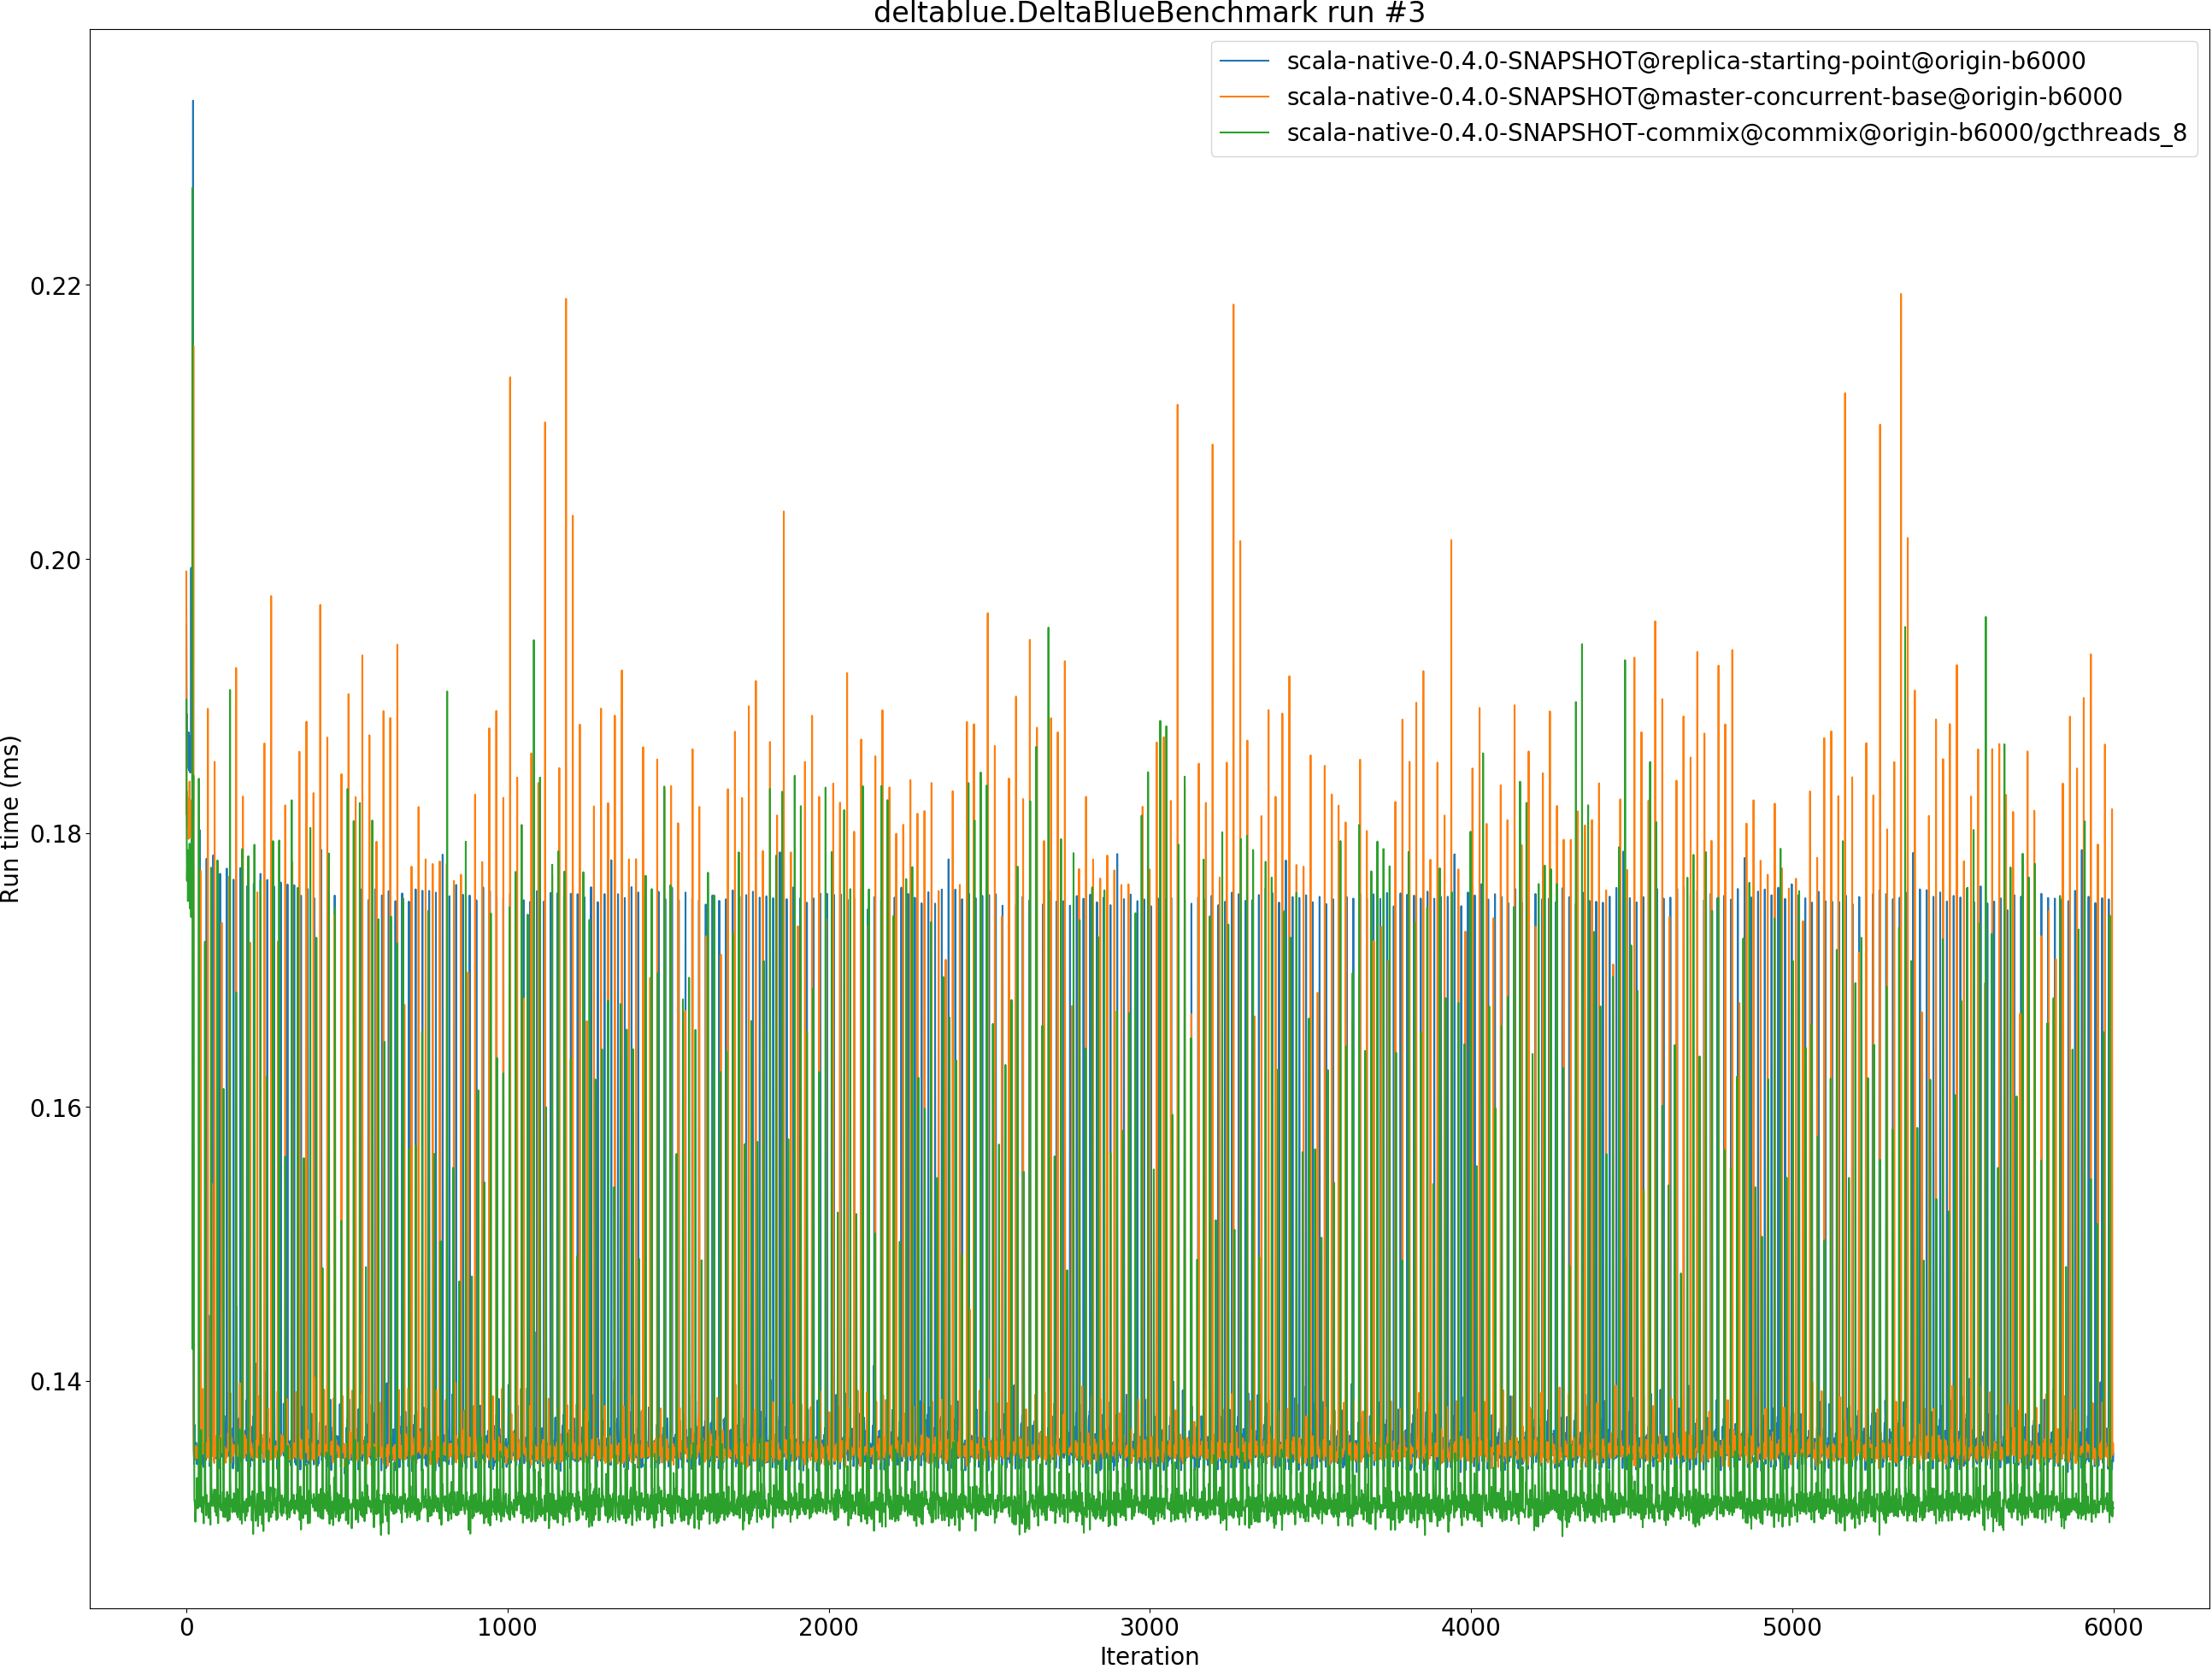 deltablue.DeltaBlueBenchmark run #3
scala-native-0.4.0-SNAPSHOT@replica-starting-point@origin-b6000
scala-native-0.4.0-SNAPSHOT@master-concurrent-base@origin-b6000
scala-native-0.4.0-SNAPSHOT-commix@commix@origin-b6000/gcthreads_8
Run time (ms)
0.22
0.20
0.18
0.16
0.14
0 1000 2000 3000 4000 5000 6000
Iteration